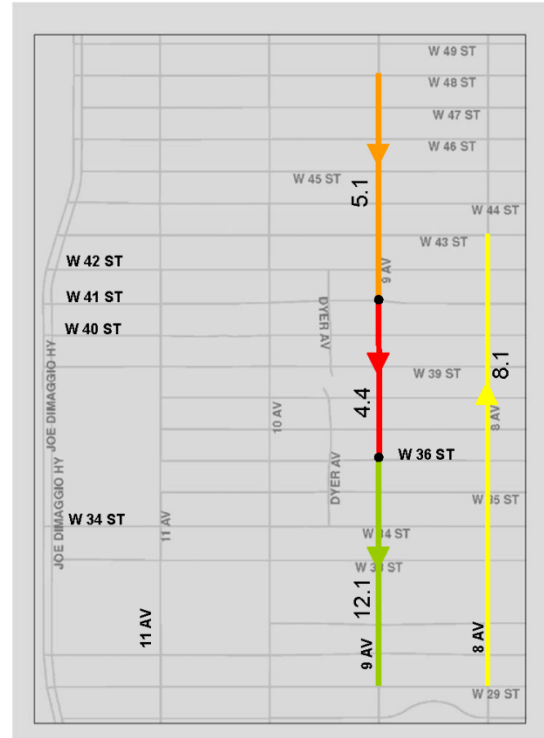 W 49 ST
W 48 ST
W 47 ST
W 46 ST
W 45 ST
5.1
W 44 ST
W 43 ST
W 42 ST
9 AV
W 41 ST
DYER AV
W 40 ST
JOE DIMAGGIO HY
W 39 ST
8.1
4.4
10 AV
8 AV
W 36 ST
DYER AV
W 35 ST
W 34 ST
11 AV
W 34 ST
JOE DIMAGGIO HY
W 33 ST
12.1
11 AV
9 AV
8 AV
W 29 ST